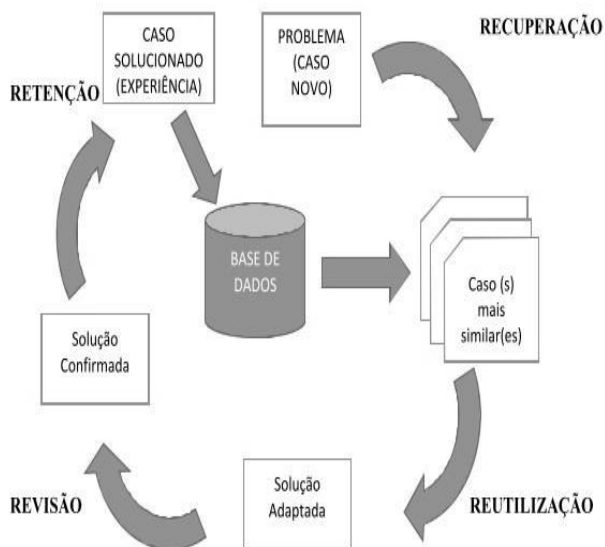 CASO
SOLUCIONADO
(EXPERIÊNCIA)
PROBLEMA
(CASO
NOVO)
RECUPERAÇÃO
RETENÇÃO
BASE DE
DADOS
Caso (s)
mais
similar(es)
Solução
Confirmada
Solução
Adaptada
REVISÃO
REUTILIZAÇÃO